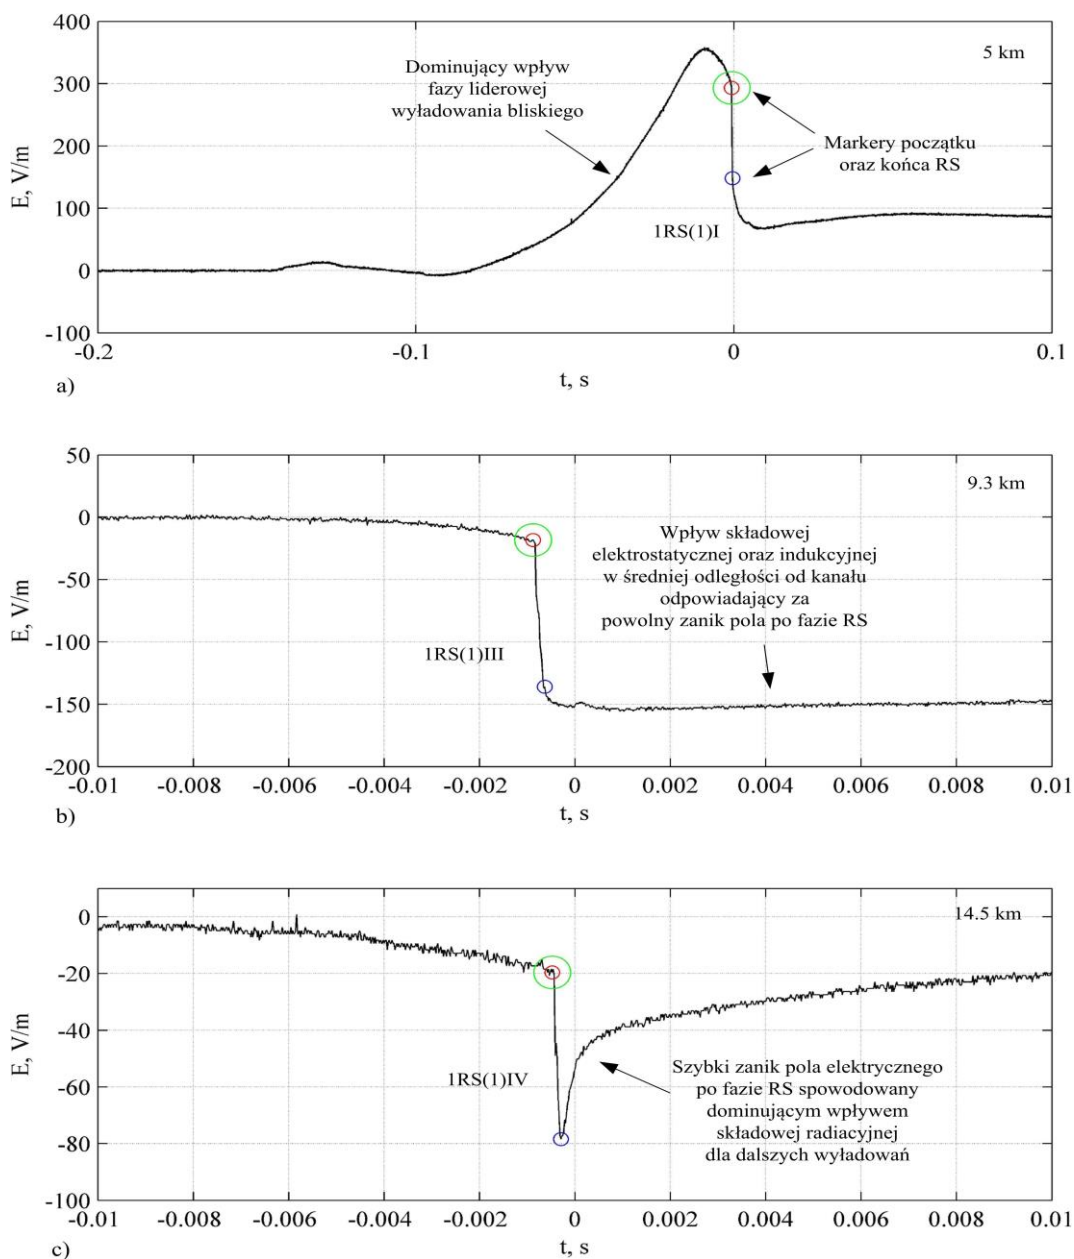 400
300
200
100
0
-100
E, V/m
5 km
Dominujący wpływ
fazy liderowej
wyładowania bliskiego
Markery początku
oraz końca RS
1RS(1)I
-0.2
-0.1
0
0.1
t, s
a)
50
0
-50
-100
-150
-200
E, V/m
9.3 km
Wpływ składowej
elektrostatycznej oraz indukcyjnej
w średniej odległości od kanału
odpowiadający za
powolny zanik pola po fazie RS
1RS(1)III
-0.01
-0.008
-0.006
-0.004
-0.002
0
0.002
0.004
0.006
0.008
0.01
t, s
b)
0
-20
-40
-60
-80
-100
E, V/m
14.5 km
1RS(1)IV
Szybki zanik pola elektrycznego
po fazie RS spowodowany
dominującym wpływem
składowej radiacyjnej
dla dalszych wyładowań
-0.01
-0.008
-0.006
-0.004
-0.002
0
0.002
0.004
0.006
0.008
0.01
t, s
c)